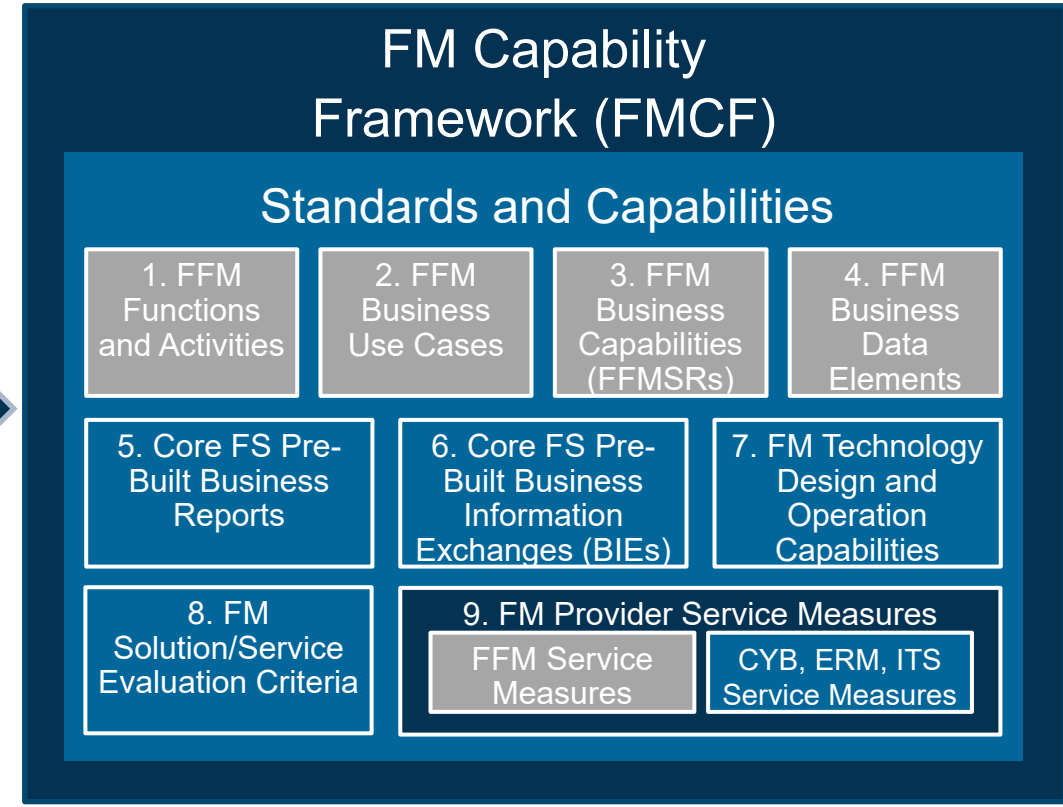 FM Capability
Framework (FMCF)
Standards and Capabilities
1. FFM
Functions
and Activities
2. FFM
Business
Use Cases
3. FFM
Business
Capabilities
(FFMSRs)
4. FFM
Business
Data
Elements
5. Core FS Pre-
Built Business
Reports
6. Core FS Pre-
Built Business
Information
Exchanges (BIEs)
7. FM Technology
Design and
Operation
Capabilities
8. FM
Solution/Service
Evaluation Criteria
9. FM Provider Service Measures
FFM Service
Measures
CYB, ERM, ITS
Service Measures